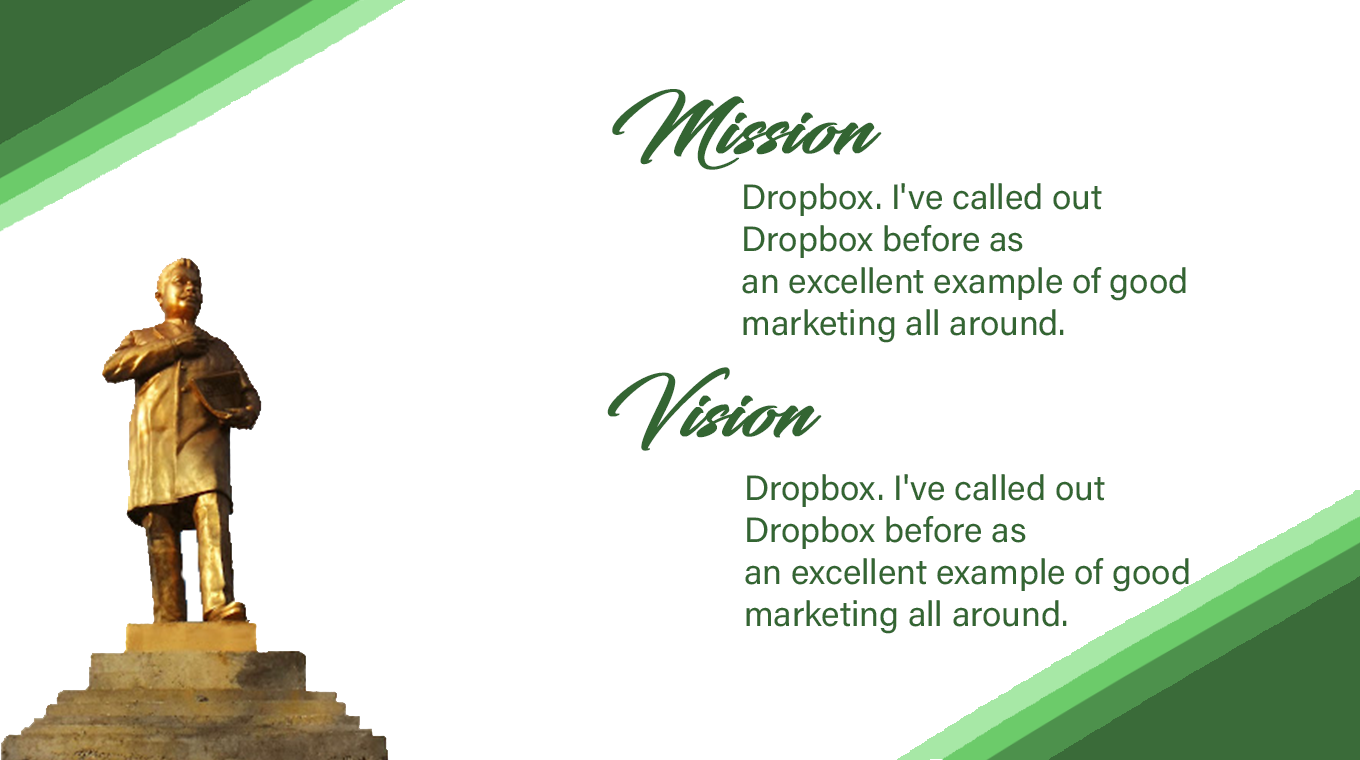 Mission
Dropbox. I've called out
Dropbox before as
an excellent example of good
marketing all around.
Vision
Dropbox. I've called out
Dropbox before as
an excellent example of good
marketing all around.